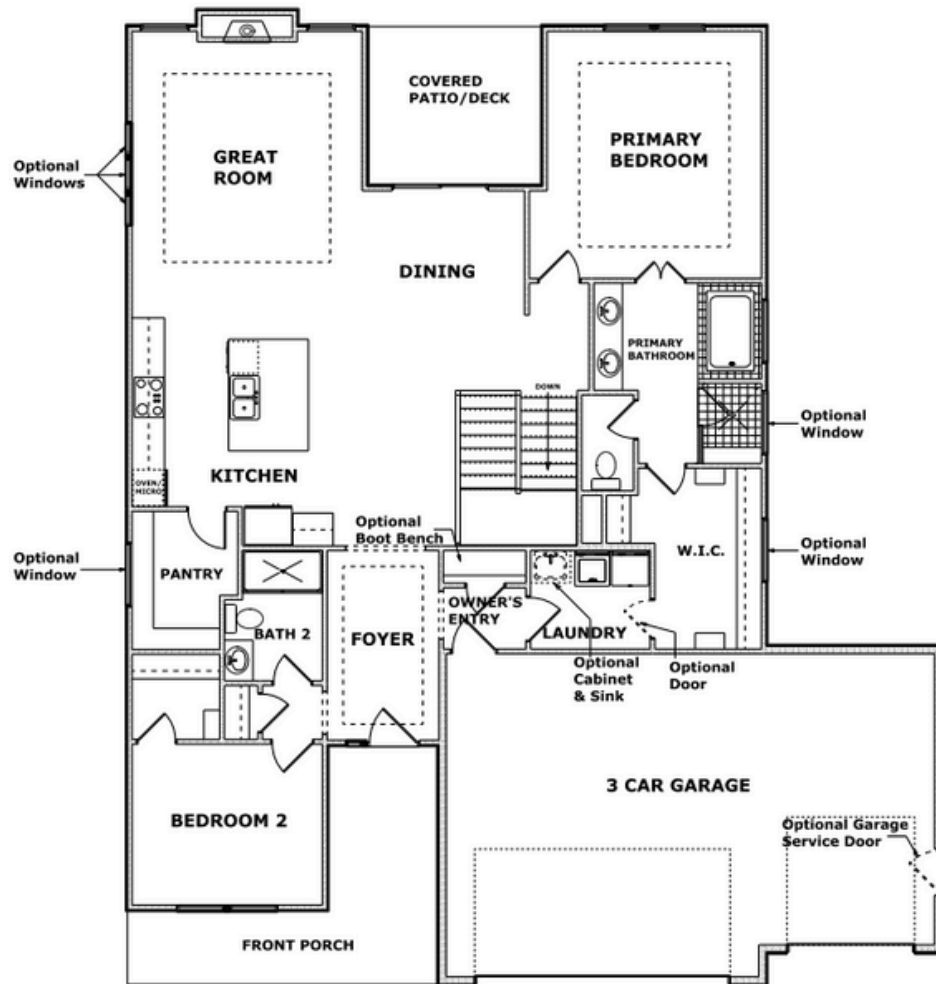 COVERED
PATIO/DECK
GREAT
ROOM
PRIMARY
BEDROOM
Optional
Windows
DINING
PRIMARY
BATHROOM
DOWN
Optional
Window
KITCHEN
OVEN/
MICRO
Optional
Boot Bench
Optional
Window
PANTRY
W.I.C.
Optional
Window
OWNER'S
ENTRY
BATH 2
FOYER
LAUNDRY
Optional
Cabinet
& Sink
Optional
Door
3 CAR GARAGE
BEDROOM 2
Optional Garage
Service Door
FRONT PORCH